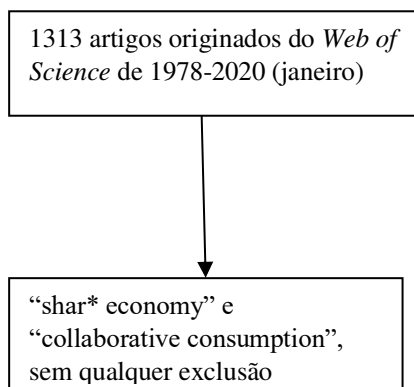 1313 artigos originados do Web of
Science de 1978-2020 (janeiro)
“shar* economy” e
“collaborative consumption”,
sem qualquer exclusão